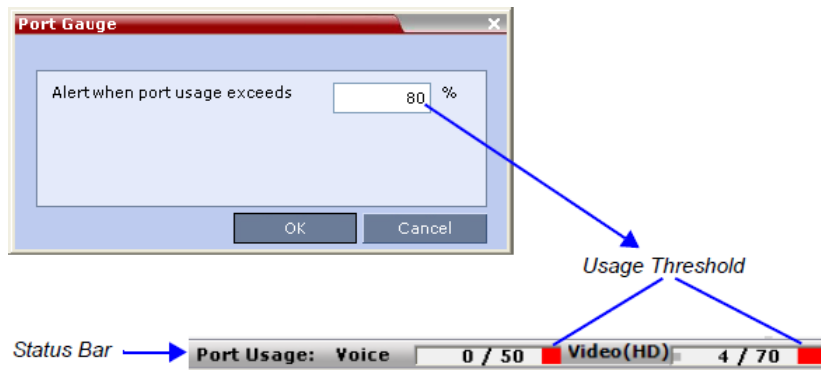 Port Gauge
Alert when port usage exceeds 80 %
OK Cancel
Usage Threshold
Status Bar
Port Usage: Voice 0 / 50 Video(HD) 4 / 70